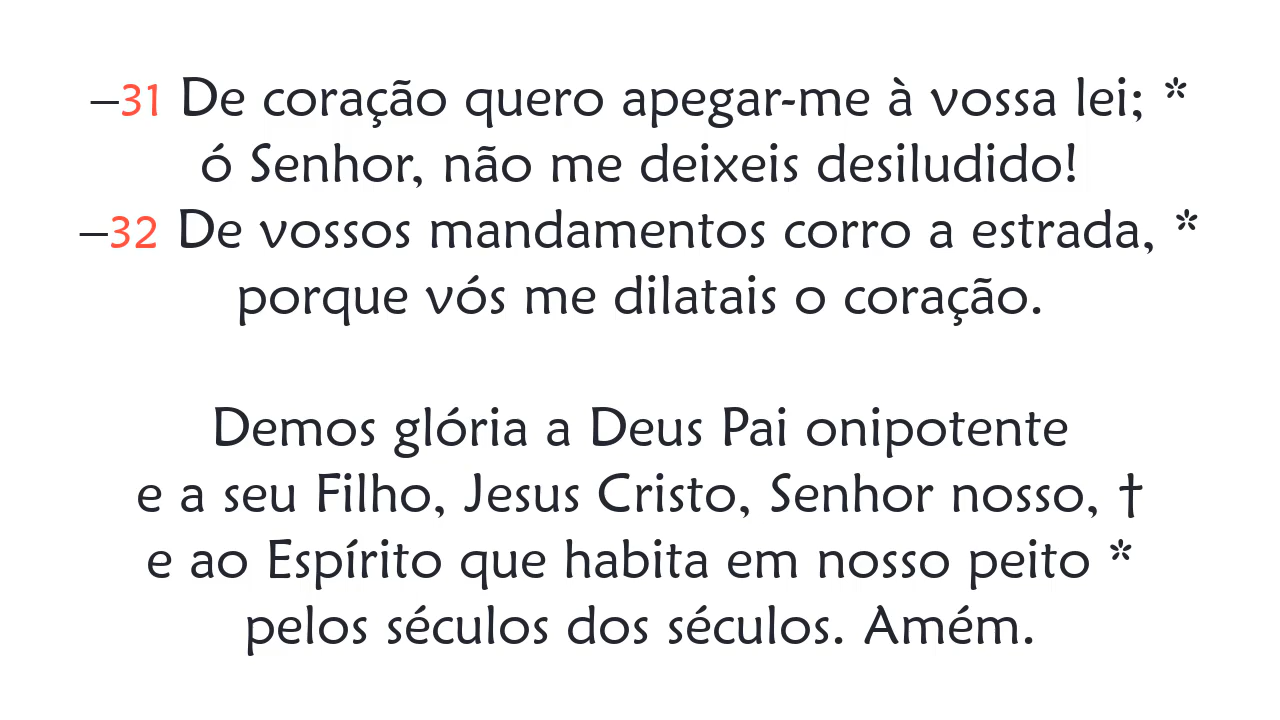 –31 De coração quero apegar-me à vossa lei; *
ó Senhor, não me deixeis desiludido!
–32 De vossos mandamentos corro a estrada, *
porque vós me dilatais o coração.
Demos glória a Deus Pai onipotente
e a seu Filho, Jesus Cristo, Senhor nosso, †
e ao Espírito que habita em nosso peito *
pelos séculos dos séculos. Amém.